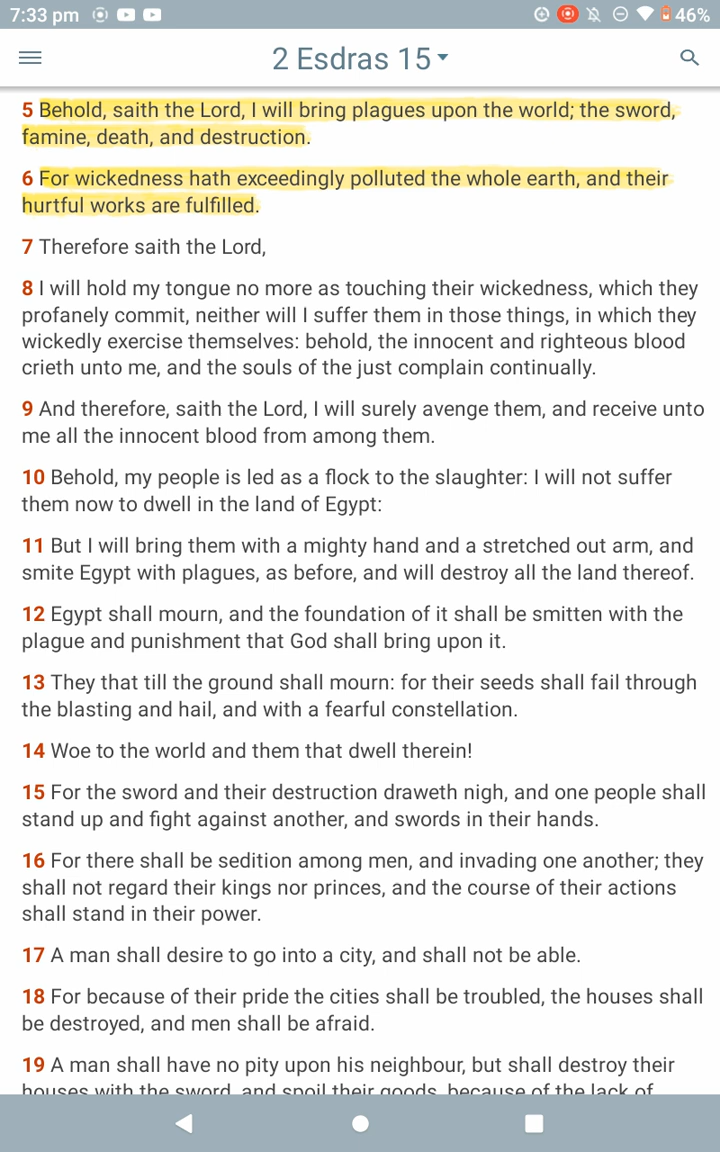 7:33 pm
46%
2 Esdras 15
5 Behold, saith the Lord, I will bring plagues upon the world; the sword,
famine, death, and destruction.
6 For wickedness hath exceedingly polluted the whole earth, and their
hurtful works are fulfilled.
7 Therefore saith the Lord,
8 I will hold my tongue no more as touching their wickedness, which they
profanely commit, neither will I suffer them in those things, in which they
wickedly exercise themselves: behold, the innocent and righteous blood
crieth unto me, and the souls of the just complain continually.
9 And therefore, saith the Lord, I will surely avenge them, and receive unto
me all the innocent blood from among them.
10 Behold, my people is led as a flock to the slaughter: I will not suffer
them now to dwell in the land of Egypt:
11 But I will bring them with a mighty hand and a stretched out arm, and
smite Egypt with plagues, as before, and will destroy all the land thereof.
12 Egypt shall mourn, and the foundation of it shall be smitten with the
plague and punishment that God shall bring upon it.
13 They that till the ground shall mourn: for their seeds shall fail through
the blasting and hail, and with a fearful constellation.
14 Woe to the world and them that dwell therein!
15 For the sword and their destruction draweth nigh, and one people shall
stand up and fight against another, and swords in their hands.
16 For there shall be sedition among men, and invading one another; they
shall not regard their kings nor princes, and the course of their actions
shall stand in their power.
17 A man shall desire to go into a city, and shall not be able.
18 For because of their pride the cities shall be troubled, the houses shall
be destroyed, and men shall be afraid.
19 A man shall have no pity upon his neighbour, but shall destroy their
houses with the sword, and spoil their goods, because of the lack of